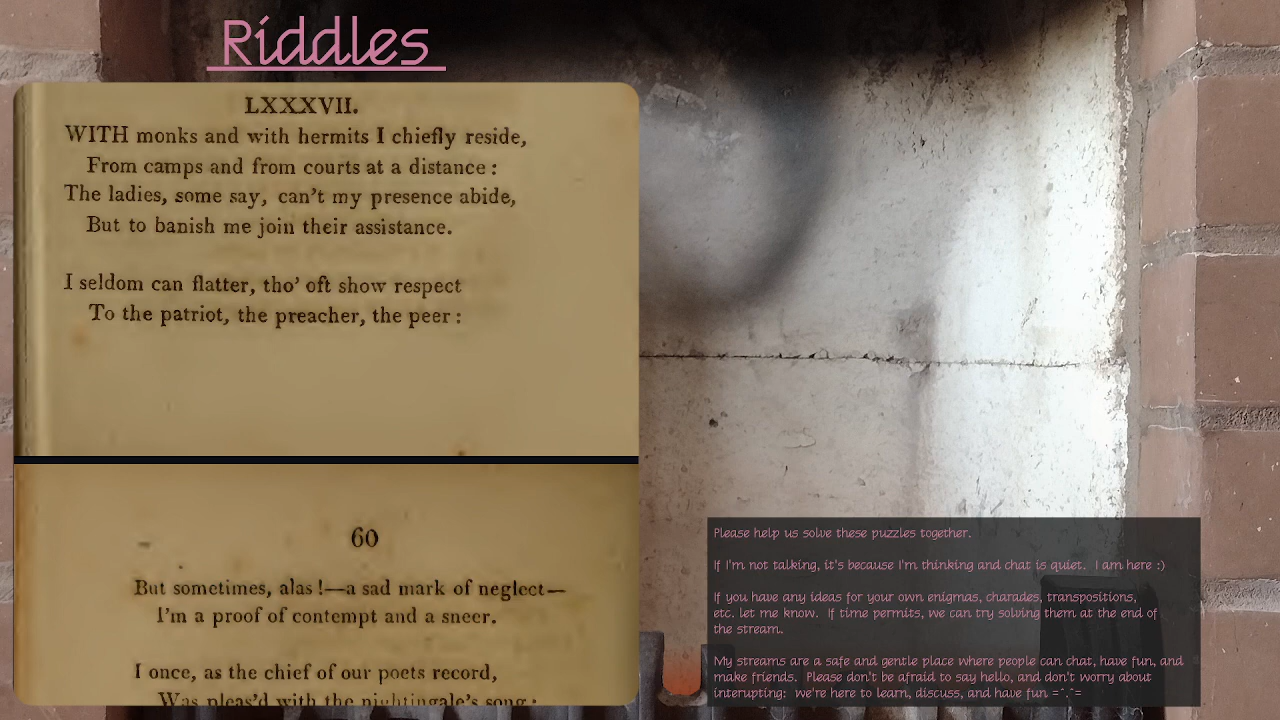 Riddles
LXXXVII.
WITH monks and with hermits I chiefly reside,
From camps and from courts at a distance:
The ladies, some say, can't my presence abide,
But to banish me join their assistance.
I seldom can flatter, tho' oft show respect
To the patriot, the preacher, the peer:
60
But sometimes, alas!—a sad mark of neglect—
I'm a proof of contempt and a sneer.
I once, as the chief of our poets record,
Was pleas'd with the nightingale's song:
Please help us solve these puzzles together.
If I'm not talking, it's because I'm thinking and chat is quiet. I am here :)
If you have any ideas for your own enigmas, charades, transpositions,
etc. let me know. If time permits, we can try solving them at the end of
the stream.
My streams are a safe and gentle place where people can chat, have fun, and
make friends. Please don't be afraid to say hello, and don't worry about
interupting: we're here to learn, discuss, and have fun =^.^=